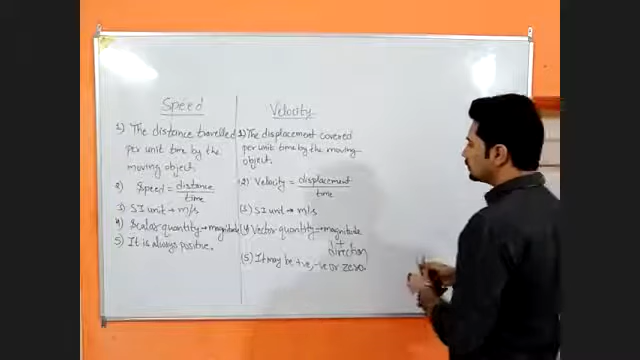 Speed
1) The distance travelled
per unit time by the
moving object.
2) Speed = distance
time
3) SI unit → m/s
4) Scalar quantity → magnitude
5) It is always positive.
Velocity
1) The displacement covered
per unit time by the moving
object.
(2) Velocity = displacement
time
(3) SI unit → m/s
(4) Vector quantity → magnitude
+
direction
(5) It may be +ve, -ve or zero.